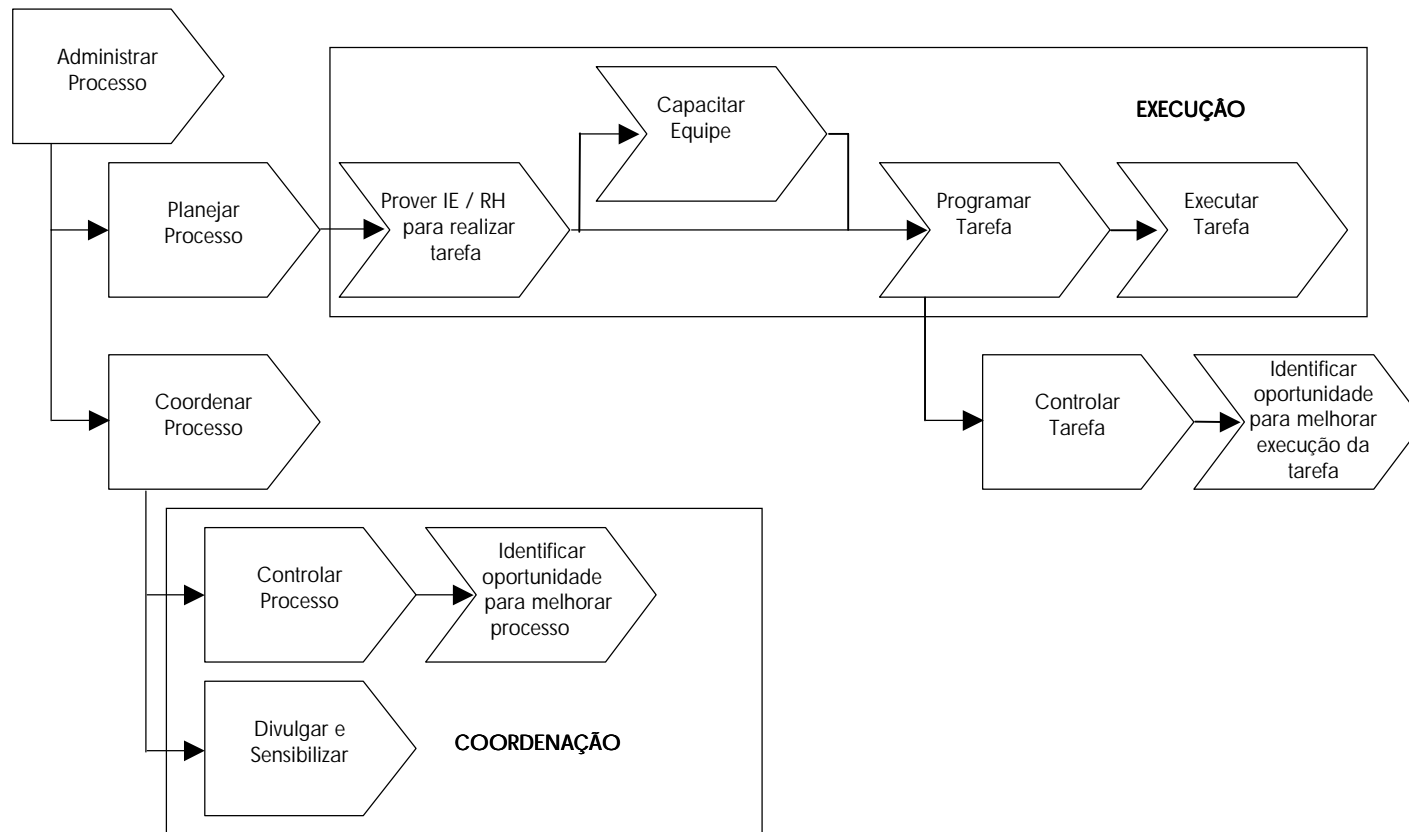 Administrar
Processo
Capacitar
Equipe
EXECUÇÂO
Planejar
Processo
Prover IE / RH
para realizar
tarefa
Programar
Tarefa
Executar
Tarefa
Coordenar
Processo
Controlar
Tarefa
Identificar
oportunidade
para melhorar
execução da
tarefa
Controlar
Processo
Identificar
oportunidade
para melhorar
processo
Divulgar e
Sensibilizar
COORDENAÇÃO